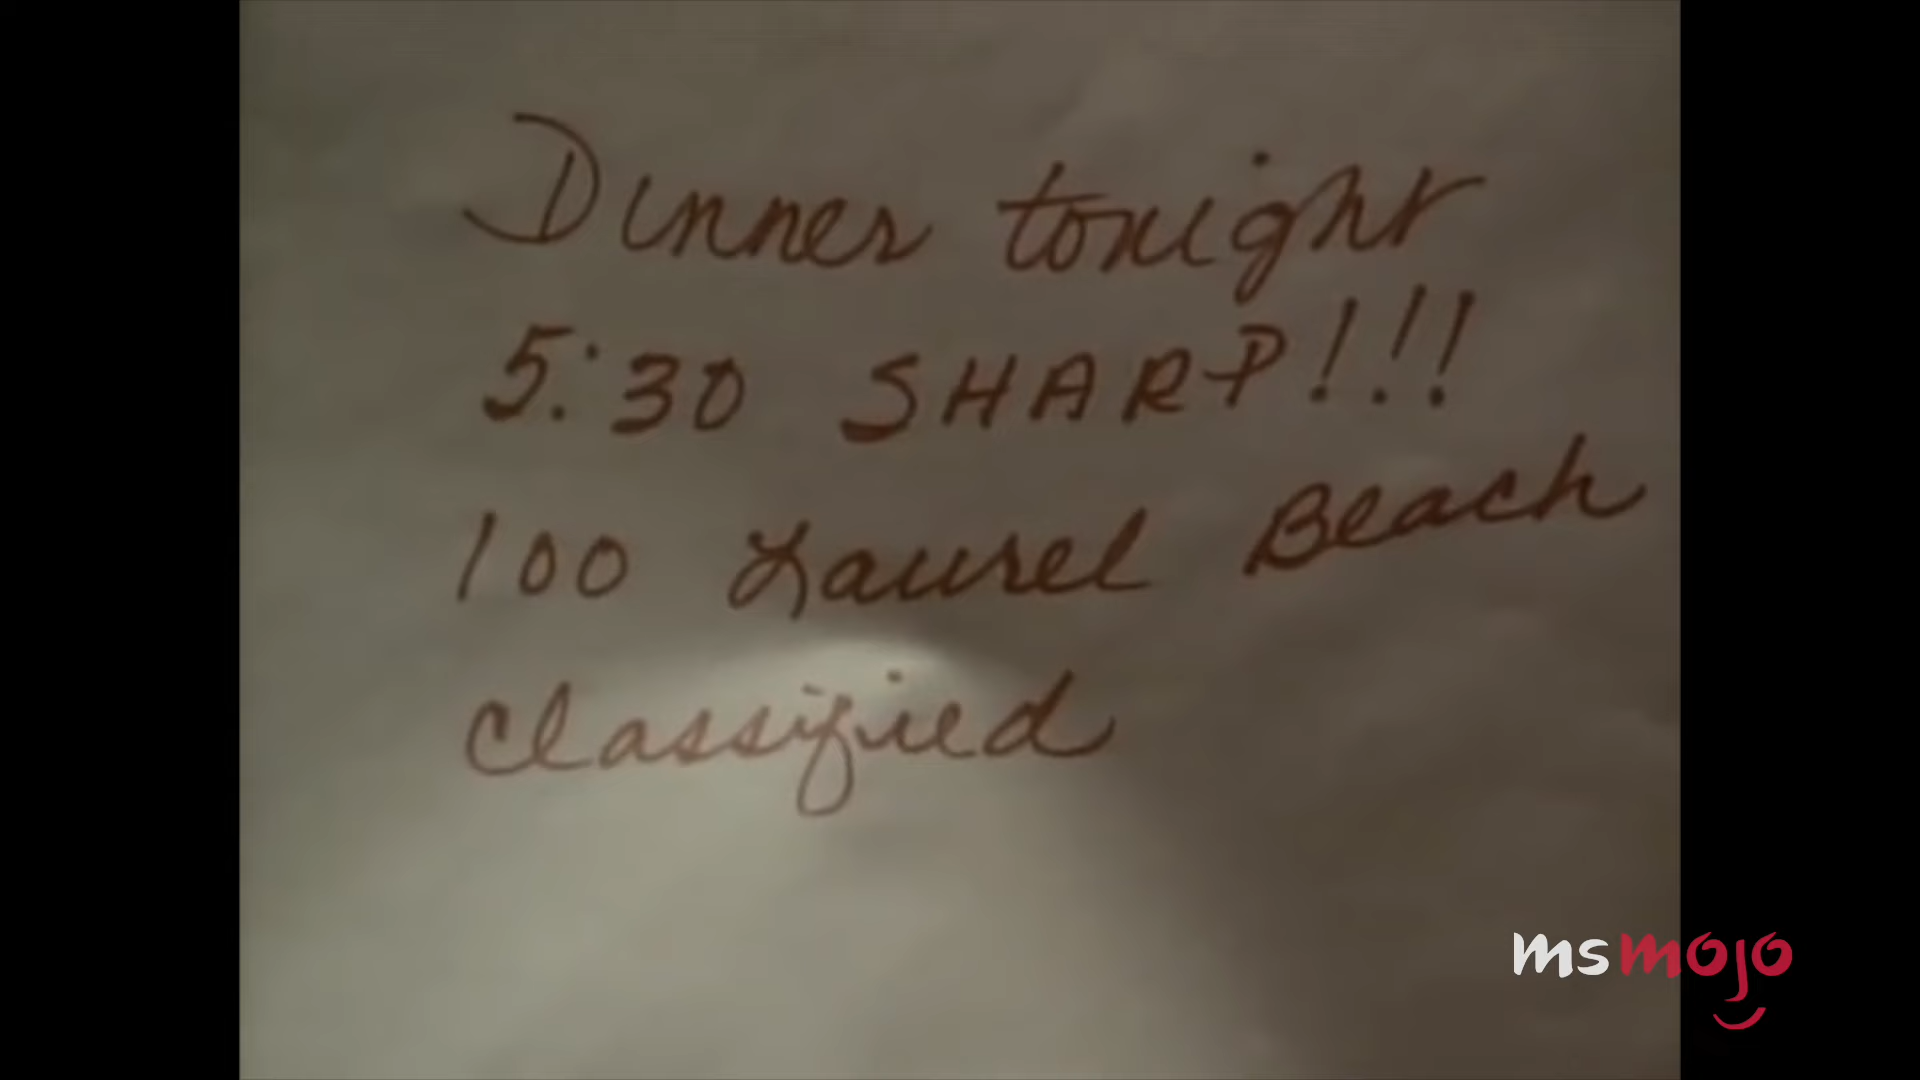 Dinner tonight
5:30 SHARP!!!
100 Laurel Beach
Classified
msmojo